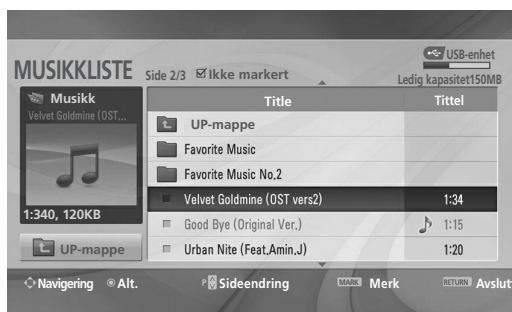 USB-enhet
MUSIKKLISTE Side 2/3 Ikke markert
Ledig kapasitet150MB
Musikk
Velvet Goldmine (OST...
1:340, 120KB
UP-mappe
Title Tittel
UP-mappe
Favorite Music
Favorite Music No.2
Velvet Goldmine (OST vers2) 1:34
Good Bye (Original Ver.) 1:15
Urban Nite (Feat.Amin.J) 1:20
Navigering Alt. P Sideendring MARK Merk RETURN Avslut